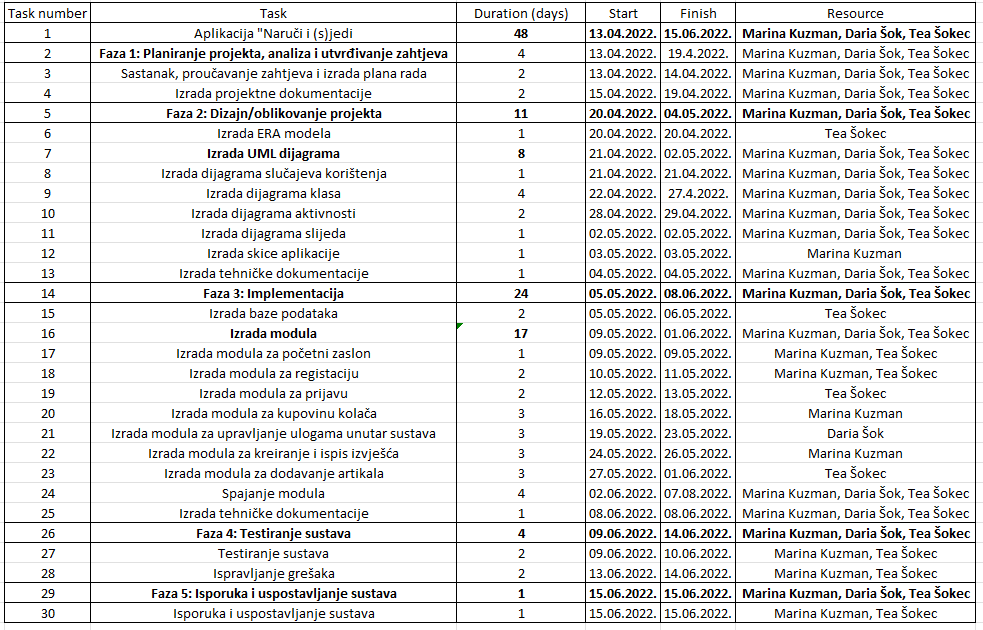 Task number Task Duration (days) Start Finish Resource
1 Aplikacija "Naruči i (s)jedi 48 13.04.2022. 15.06.2022. Marina Kuzman, Daria Šok, Tea Šokec
2 Faza 1: Planiranje projekta, analiza i utvrđivanje zahtjeva 4 13.04.2022. 19.4.2022. Marina Kuzman, Daria Šok, Tea Šokec
3 Sastanak, proučavanje zahtjeva i izrada plana rada 2 13.04.2022. 14.04.2022. Marina Kuzman, Daria Šok, Tea Šokec
4 Izrada projektne dokumentacije 2 15.04.2022. 19.04.2022. Marina Kuzman, Daria Šok, Tea Šokec
5 Faza 2: Dizajn/oblikovanje projekta 11 20.04.2022. 04.05.2022. Marina Kuzman, Daria Šok, Tea Šokec
6 Izrada ERA modela 1 20.04.2022. 20.04.2022. Tea Šokec
7 Izrada UML dijagrama 8 21.04.2022. 02.05.2022. Marina Kuzman, Daria Šok, Tea Šokec
8 Izrada dijagrama slučajeva korištenja 1 21.04.2022. 21.04.2022. Marina Kuzman, Daria Šok, Tea Šokec
9 Izrada dijagrama klasa 4 22.04.2022. 27.4.2022. Marina Kuzman, Daria Šok, Tea Šokec
10 Izrada dijagrama aktivnosti 2 28.04.2022. 29.04.2022. Marina Kuzman, Daria Šok, Tea Šokec
11 Izrada dijagrama slijeda 1 02.05.2022. 02.05.2022. Marina Kuzman, Daria Šok, Tea Šokec
12 Izrada skice aplikacije 1 03.05.2022. 03.05.2022. Marina Kuzman
13 Izrada tehničke dokumentacije 1 04.05.2022. 04.05.2022. Marina Kuzman, Daria Šok, Tea Šokec
14 Faza 3: Implementacija 24 05.05.2022. 08.06.2022. Marina Kuzman, Daria Šok, Tea Šokec
15 Izrada baze podataka 2 05.05.2022. 06.05.2022. Tea Šokec
16 Izrada modula 17 09.05.2022. 01.06.2022. Marina Kuzman, Daria Šok, Tea Šokec
17 Izrada modula za početni zaslon 1 09.05.2022. 09.05.2022. Marina Kuzman, Tea Šokec
18 Izrada modula za registaciju 2 10.05.2022. 11.05.2022. Marina Kuzman, Tea Šokec
19 Izrada modula za prijavu 2 12.05.2022. 13.05.2022. Tea Šokec
20 Izrada modula za kupovinu kolača 3 16.05.2022. 18.05.2022. Marina Kuzman
21 Izrada modula za upravljanje ulogama unutar sustava 3 19.05.2022. 23.05.2022. Daria Šok
22 Izrada modula za kreiranje i ispis izvješća 3 24.05.2022. 26.05.2022. Marina Kuzman
23 Izrada modula za dodavanje artikala 3 27.05.2022. 01.06.2022. Tea Šokec
24 Spajanje modula 4 02.06.2022. 07.08.2022. Marina Kuzman, Daria Šok, Tea Šokec
25 Izrada tehničke dokumentacije 1 08.06.2022. 08.06.2022. Marina Kuzman, Daria Šok, Tea Šokec
26 Faza 4: Testiranje sustava 4 09.06.2022. 14.06.2022. Marina Kuzman, Daria Šok, Tea Šokec
27 Testiranje sustava 2 09.06.2022. 10.06.2022. Marina Kuzman, Tea Šokec
28 Ispravljanje grešaka 2 13.06.2022. 14.06.2022. Marina Kuzman, Tea Šokec
29 Faza 5: Isporuka i uspostavljanje sustava 1 15.06.2022. 15.06.2022. Marina Kuzman, Daria Šok, Tea Šokec
30 Isporuka i uspostavljanje sustava 1 15.06.2022. 15.06.2022. Marina Kuzman, Tea Šokec